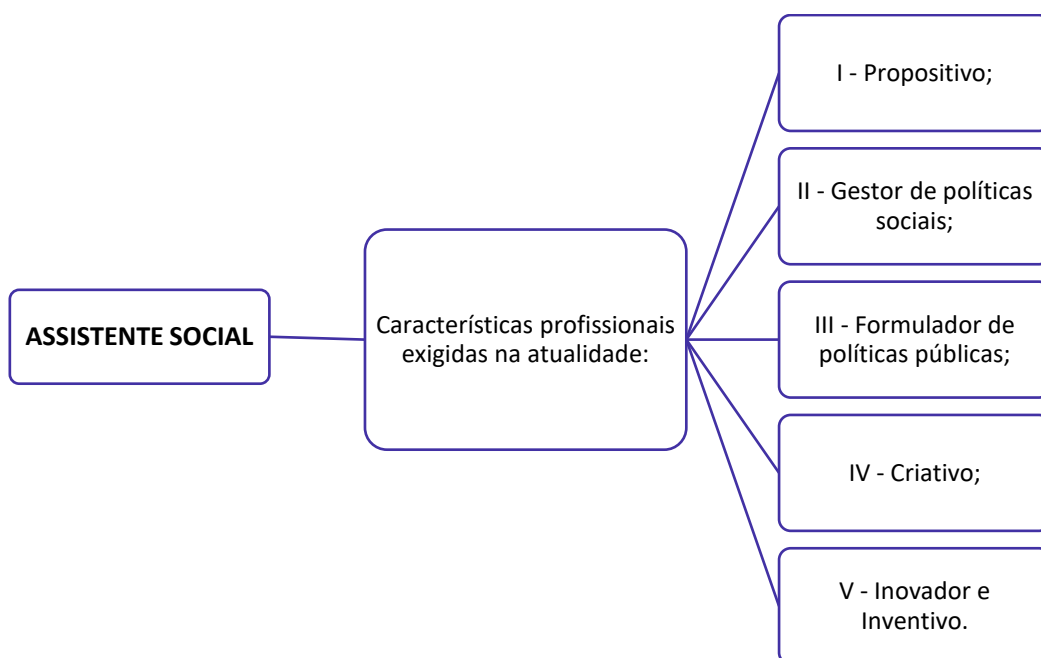 ASSISTENTE SOCIAL
Características profissionais
exigidas na atualidade:
I - Propositivo;
II - Gestor de políticas
sociais;
III - Formulador de
políticas públicas;
IV - Criativo;
V - Inovador e
Inventivo.